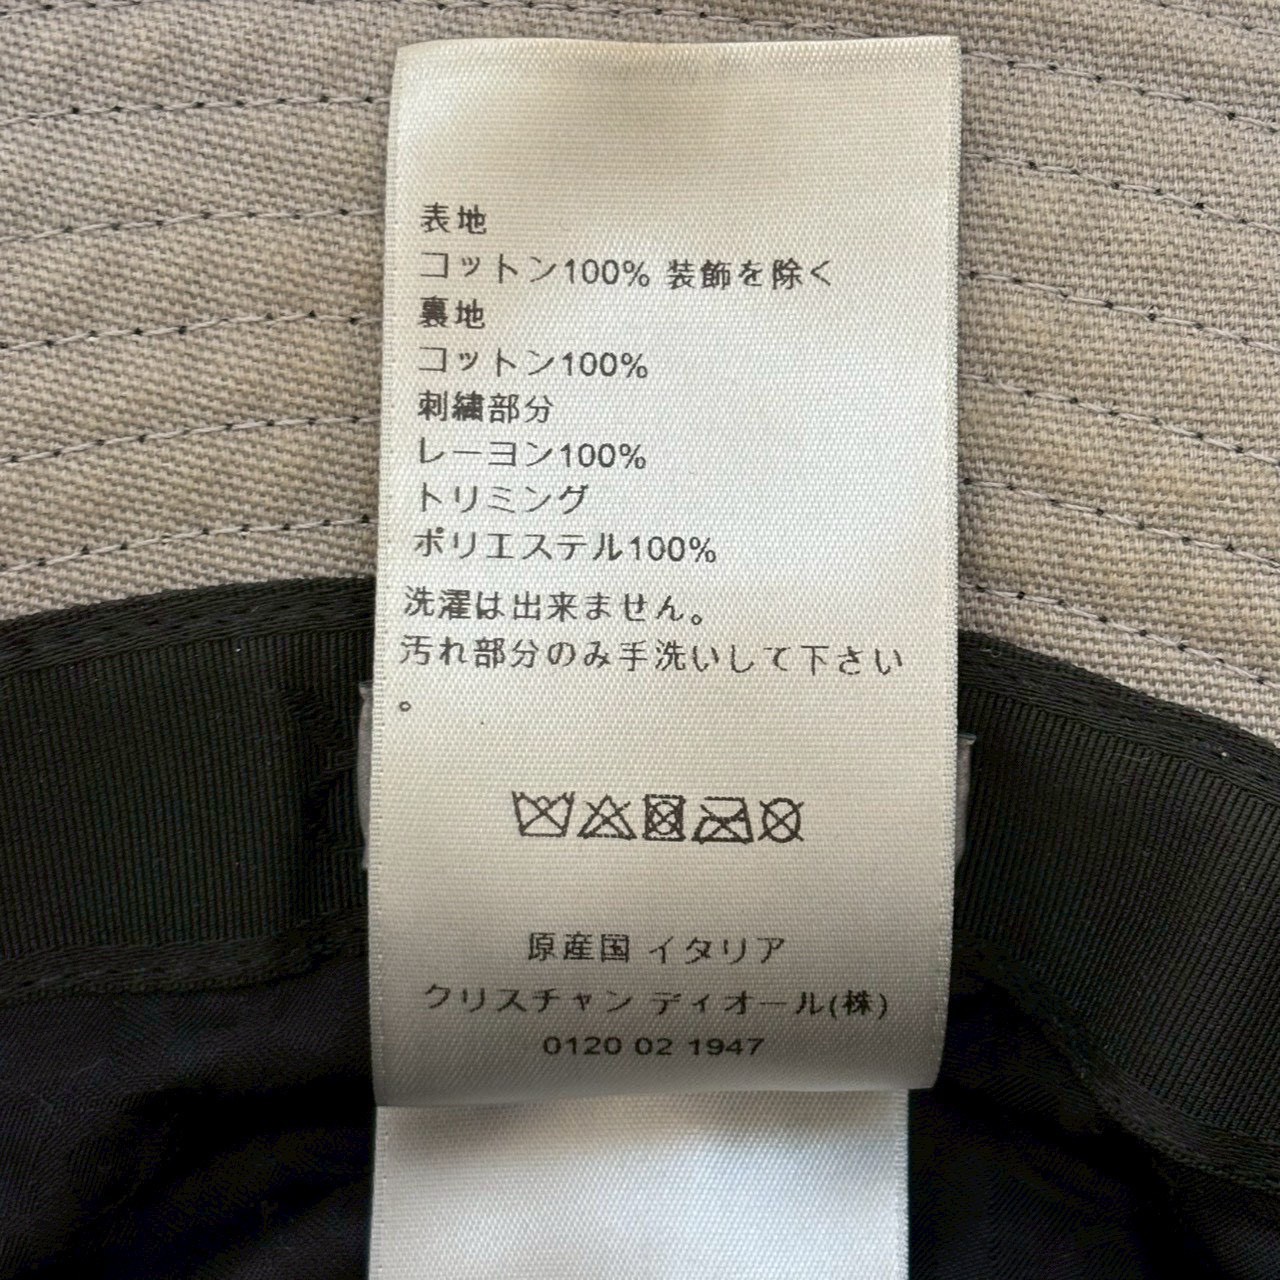 表地
コットン100% 装飾を除く
裏地
コットン100%
刺繍部分
レーヨン100%
トリミング
ポリエステル100%
洗濯は出来ません。
汚れ部分のみ手洗いして下さい
。
原産国 イタリア
クリスチャン ディオール(株)
0120 02 1947